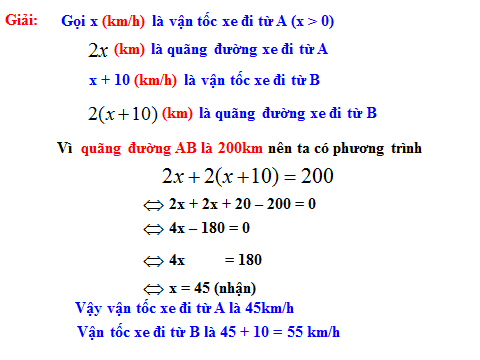 Giải: Gọi x (km/h) là vận tốc xe đi từ A (x > 0)
2x (km) là quãng đường xe đi từ A
x + 10 (km/h) là vận tốc xe đi từ B
2(x+10) (km) là quãng đường xe đi từ B
Vì quãng đường AB là 200km nên ta có phương trình
2x + 2(x+10) = 200
⇔ 2x + 2x + 20 – 200 = 0
⇔ 4x – 180 = 0
⇔ 4x = 180
⇔ x = 45 (nhận)
Vậy vận tốc xe đi từ A là 45km/h
Vận tốc xe đi từ B là 45 + 10 = 55 km/h